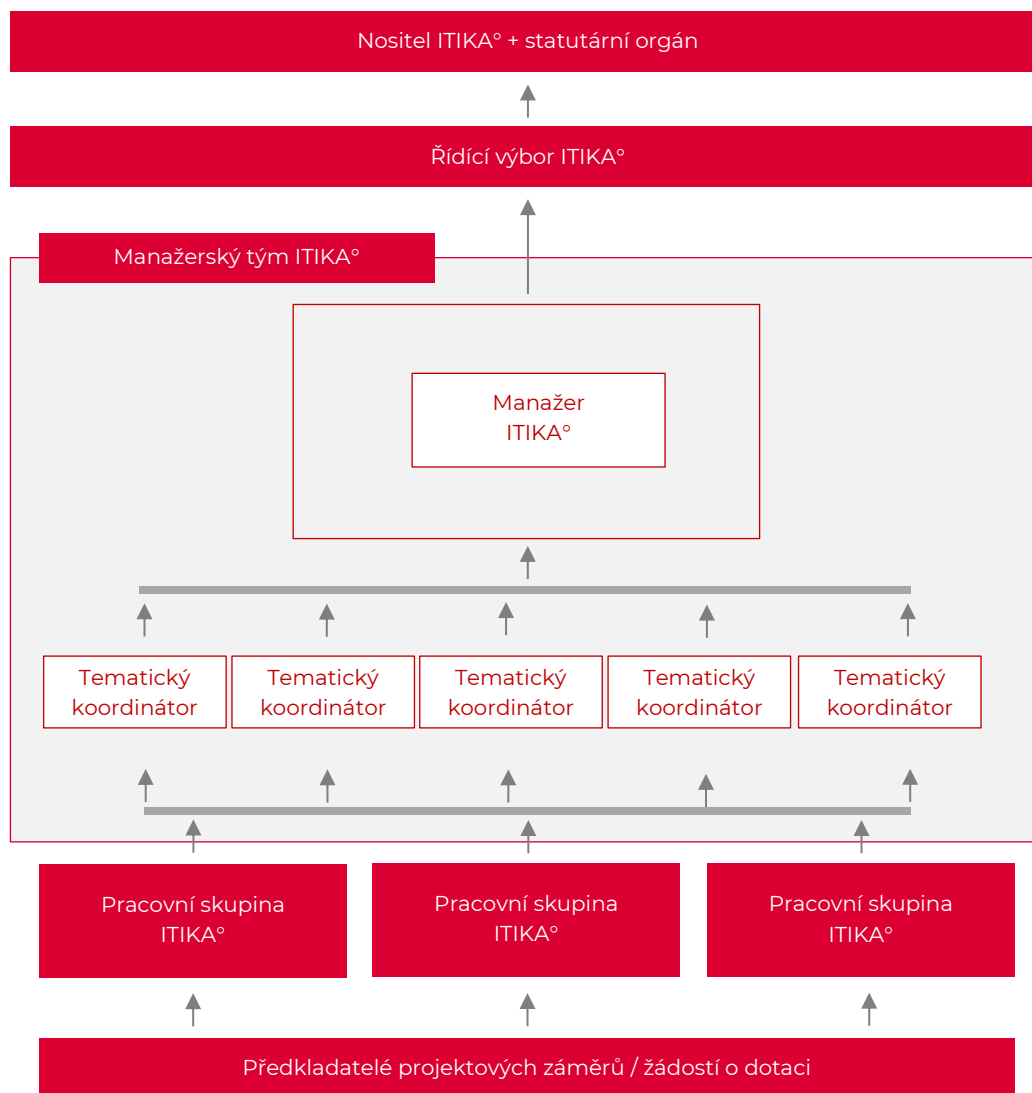 Nositel ITIKA° + statutární orgán
Řídící výbor ITIKA°
Manažerský tým ITIKA°
Manažer
ITIKA°
Tematický
koordinátor
Tematický
koordinátor
Tematický
koordinátor
Tematický
koordinátor
Tematický
koordinátor
Pracovní skupina
ITIKA°
Pracovní skupina
ITIKA°
Pracovní skupina
ITIKA°
Předkladatelé projektových záměrů / žádostí o dotaci